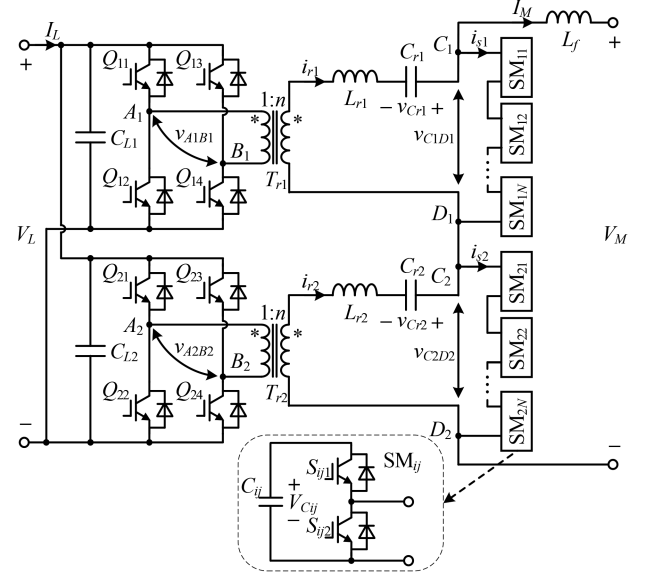 I_L
+
Q_11
Q_13
C_1
I_M
L_f
+
i_s1
SM_11
C_r1
i_r1
L_r1
− v_Cr1 +
1:n
A_1
*
*
C_L1
v_A1B1
B_1
T_r1
v_C1D1
SM_12
Q_12
Q_14
SM_1N
D_1
V_L
V_M
i_s2
SM_21
C_2
C_r2
Q_21
Q_23
i_r2
L_r2
− v_Cr2 +
1:n
A_2
*
*
C_L2
v_A2B2
B_2
T_r2
v_C2D2
SM_22
Q_22
Q_24
SM_2N
D_2
−
−
SM_ij
S_ij1
C_ij
+
V_Cij
−
S_ij2